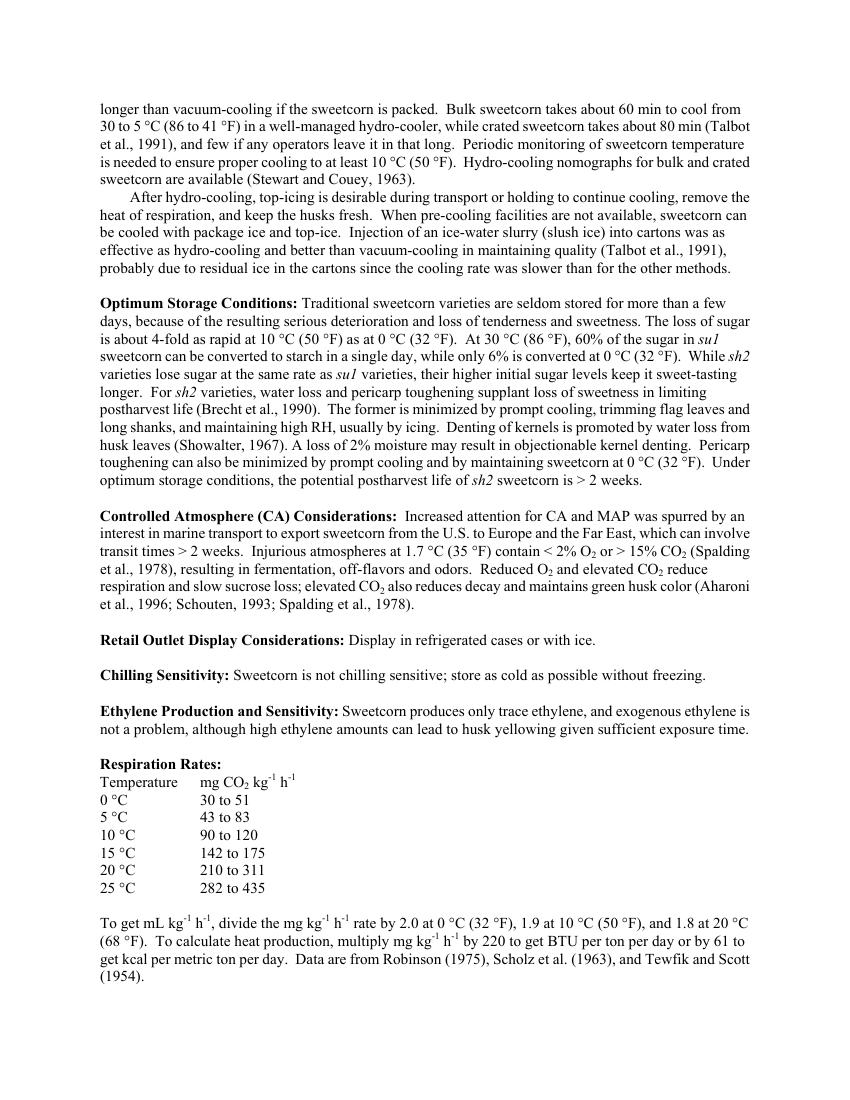 longer than vacuum-cooling if the sweetcorn is packed.  Bulk sweetcorn takes about 60 min to cool from
30 to 5 °C (86 to 41 °F) in a well-managed hydro-cooler, while crated sweetcorn takes about 80 min (Talbot
et al., 1991), and few if any operators leave it in that long.  Periodic monitoring of sweetcorn temperature
is needed to ensure proper cooling to at least 10 °C (50 °F).  Hydro-cooling nomographs for bulk and crated
sweetcorn are available (Stewart and Couey, 1963).
After hydro-cooling, top-icing is desirable during transport or holding to continue cooling, remove the
heat of respiration, and keep the husks fresh.  When pre-cooling facilities are not available, sweetcorn can
be cooled with package ice and top-ice.  Injection of an ice-water slurry (slush ice) into cartons was as
effective as hydro-cooling and better than vacuum-cooling in maintaining quality (Talbot et al., 1991),
probably due to residual ice in the cartons since the cooling rate was slower than for the other methods.
Optimum Storage Conditions: Traditional sweetcorn varieties are seldom stored for more than a few
days, because of the resulting serious deterioration and loss of tenderness and sweetness. The loss of sugar
is about 4-fold as rapid at 10 °C (50 °F) as at 0 °C (32 °F).  At 30 °C (86 °F), 60% of the sugar in su1
sweetcorn can be converted to starch in a single day, while only 6% is converted at 0 °C (32 °F).  While sh2
varieties lose sugar at the same rate as su1 varieties, their higher initial sugar levels keep it sweet-tasting
longer.  For sh2 varieties, water loss and pericarp toughening supplant loss of sweetness in limiting
postharvest life (Brecht et al., 1990).  The former is minimized by prompt cooling, trimming flag leaves and
long shanks, and maintaining high RH, usually by icing.  Denting of kernels is promoted by water loss from
husk leaves (Showalter, 1967). A loss of 2% moisture may result in objectionable kernel denting.  Pericarp
toughening can also be minimized by prompt cooling and by maintaining sweetcorn at 0 °C (32 °F).  Under
optimum storage conditions, the potential postharvest life of sh2 sweetcorn is > 2 weeks.
Controlled Atmosphere (CA) Considerations:  Increased attention for CA and MAP was spurred by an
interest in marine transport to export sweetcorn from the U.S. to Europe and the Far East, which can involve
transit times > 2 weeks.  Injurious atmospheres at 1.7 °C (35 °F) contain < 2% O₂ or > 15% CO₂ (Spalding
et al., 1978), resulting in fermentation, off-flavors and odors.  Reduced O₂ and elevated CO₂ reduce
respiration and slow sucrose loss; elevated CO₂ also reduces decay and maintains green husk color (Aharoni
et al., 1996; Schouten, 1993; Spalding et al., 1978).
Retail Outlet Display Considerations: Display in refrigerated cases or with ice.
Chilling Sensitivity: Sweetcorn is not chilling sensitive; store as cold as possible without freezing.
Ethylene Production and Sensitivity: Sweetcorn produces only trace ethylene, and exogenous ethylene is
not a problem, although high ethylene amounts can lead to husk yellowing given sufficient exposure time.
Respiration Rates:
Temperature mg CO₂ kg⁻¹ h⁻¹
0 °C 30 to 51
5 °C 43 to 83
10 °C 90 to 120
15 °C 142 to 175
20 °C 210 to 311
25 °C 282 to 435
To get mL kg⁻¹ h⁻¹, divide the mg kg⁻¹ h⁻¹ rate by 2.0 at 0 °C (32 °F), 1.9 at 10 °C (50 °F), and 1.8 at 20 °C
(68 °F).  To calculate heat production, multiply mg kg⁻¹ h⁻¹ by 220 to get BTU per ton per day or by 61 to
get kcal per metric ton per day.  Data are from Robinson (1975), Scholz et al. (1963), and Tewfik and Scott
(1954).